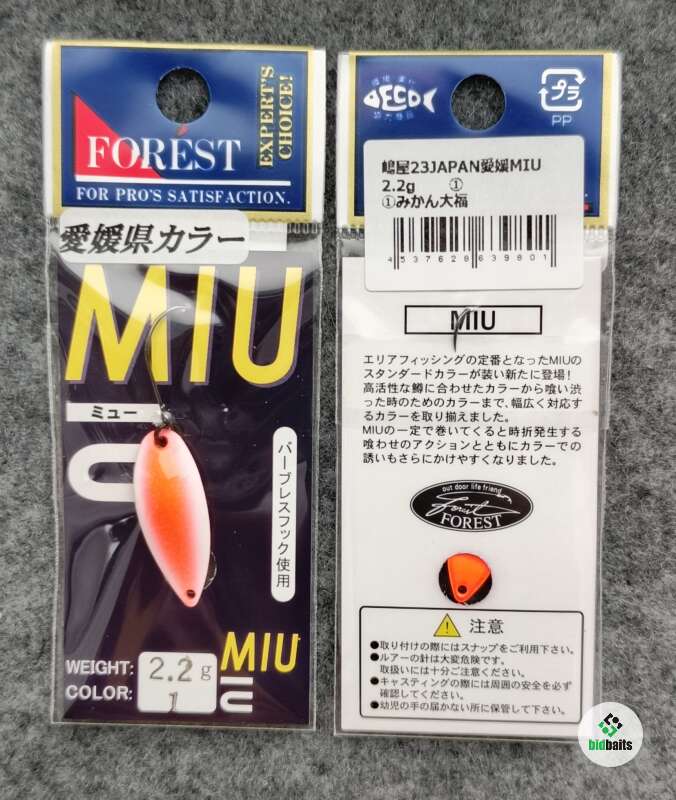 FORÉST
EXPERT'S
CHOICE!
FOR PRO'S SATISFACTION.
愛媛県カラー
MIU
ミュー
バーブレスフック使用
WEIGHT: 2.2g
COLOR: 1
MIU
ECO
プラ
PP
嶋屋23JAPAN愛媛MIU
2.2g ①
①みかん大福
4537628639801
MIU
エリアフィッシングの定番となったMIUの
スタンダードカラーが装い新たに登場!
高活性な鱒に合わせたカラーから喰い渋
った時のためのカラーまで、幅広く対応す
るカラーを取り揃えました。
MIUの一定で巻いてくると時折発生する
喰わせのアクションとともにカラーでの
誘いもさらにかけやすくなりました。
out door life friend
Forest
FOREST
注意
●取り付けの際にはスナップをご利用下さい。
●ルアーの針は大変危険です。
取扱いには十分ご注意ください。
●キャスティングの際には周囲の安全を必ず
確認してください。
●幼児の手の届かない所に保管して下さい。
bidbaits